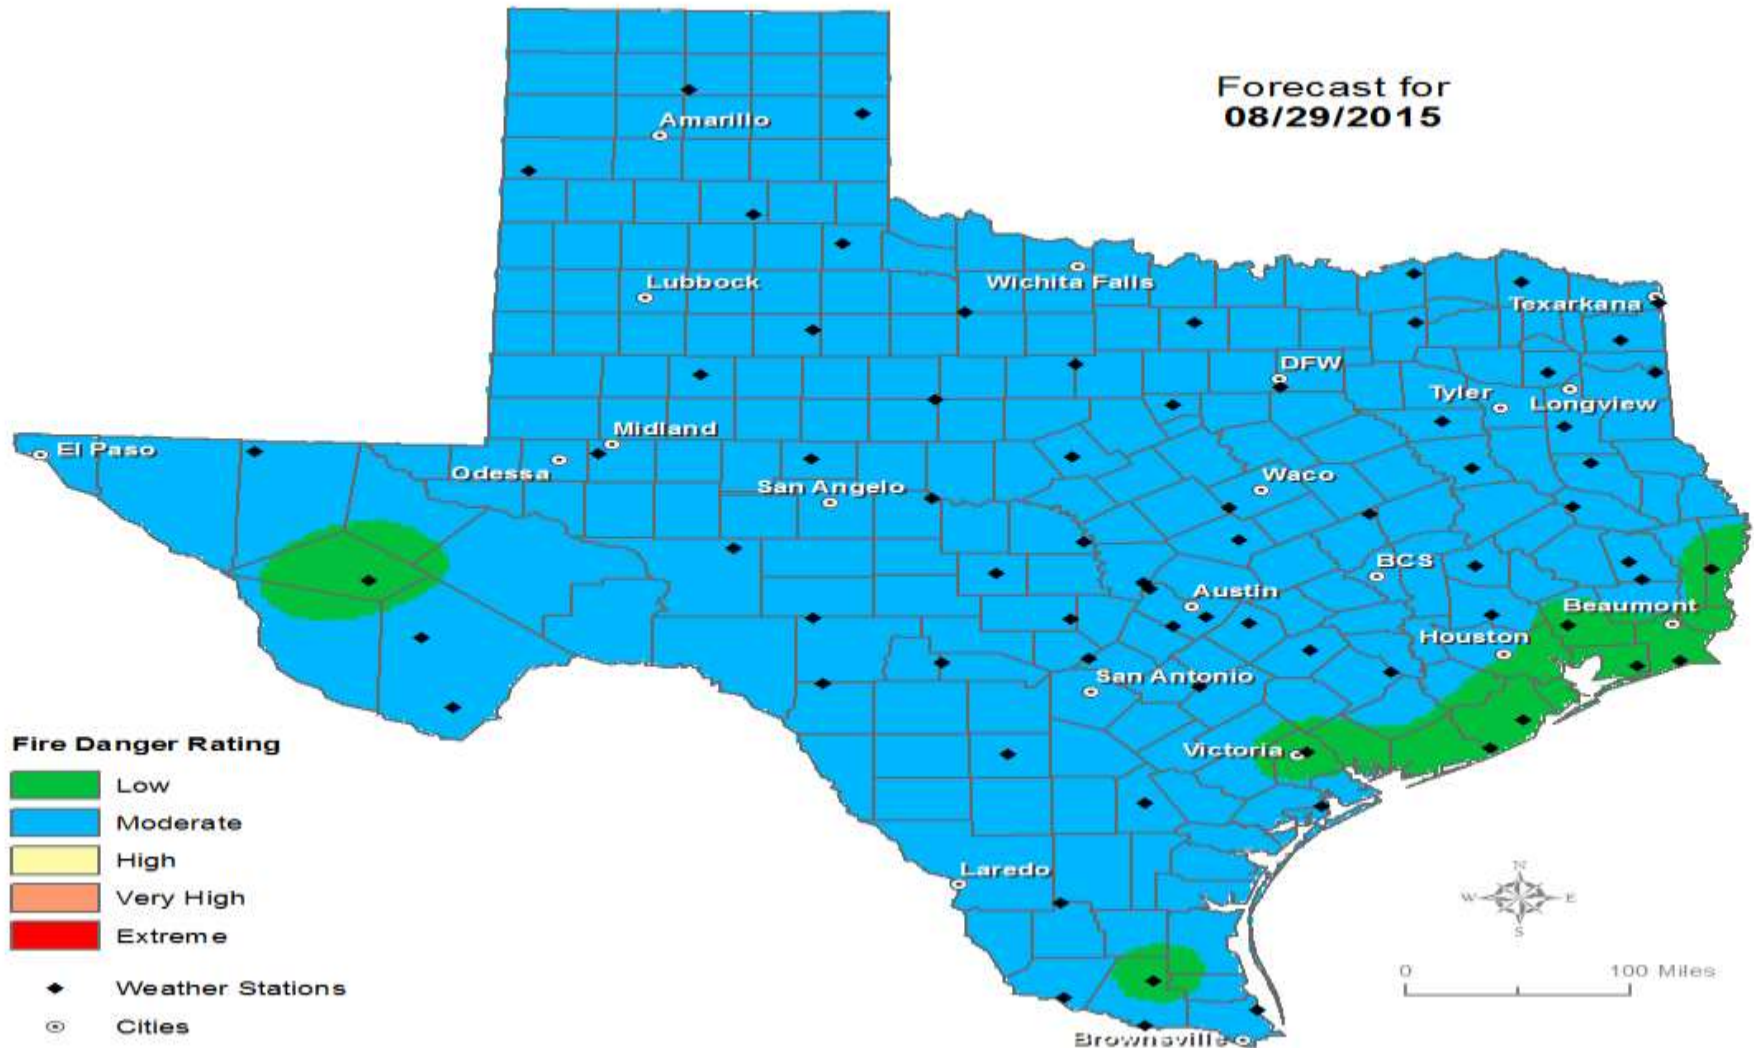 Forecast for
08/29/2015
Amarillo
Lubbock
Wichita Falls
Texarkana
DFW
Tyler
Longview
Midland
El Paso
Odessa
Waco
San Angelo
BCS
Austin
Beaumont
Houston
San Antonio
Victoria
Laredo
Brownsville
Fire Danger Rating
Low
Moderate
High
Very High
Extreme
Weather Stations
Cities
N
W
E
S
0 100 Miles